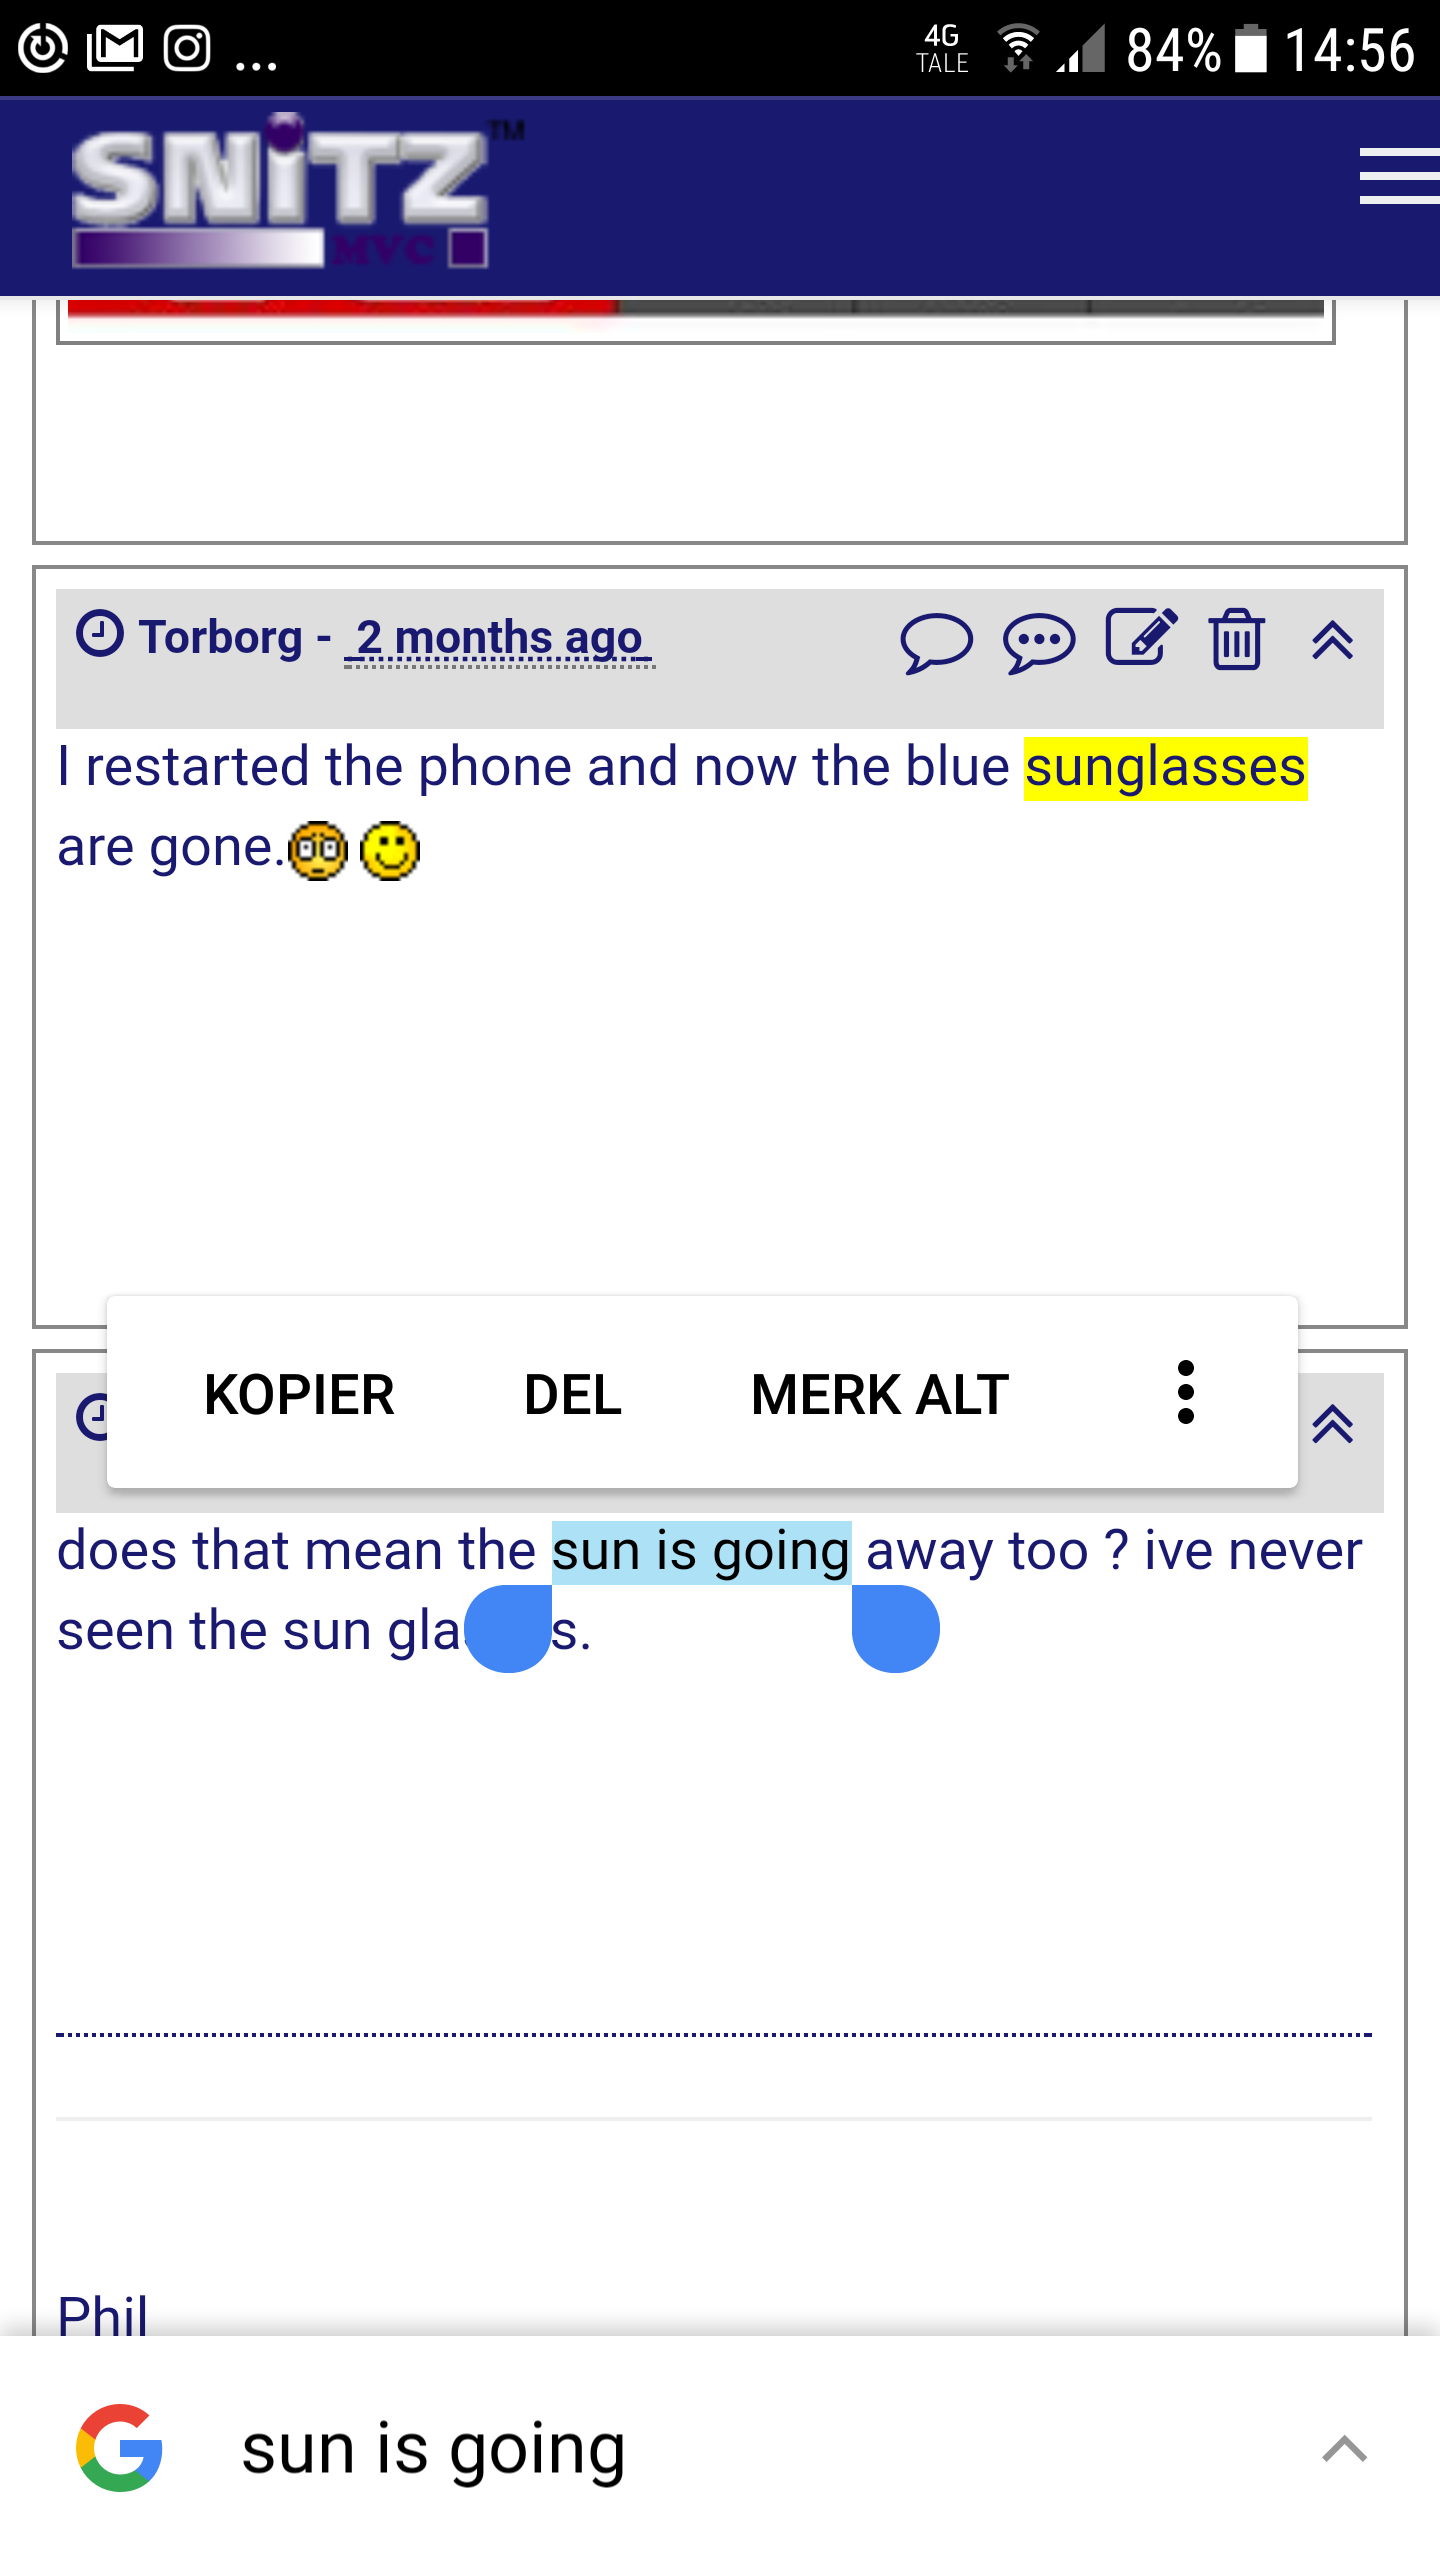 4G
TALE
84% 14:56
SNiTZ™
MVC
Torborg - 2 months ago
I restarted the phone and now the blue sunglasses
are gone.
KOPIER DEL MERK ALT
does that mean the sun is going away too ? ive never
seen the sun gla s.
Phil
sun is going